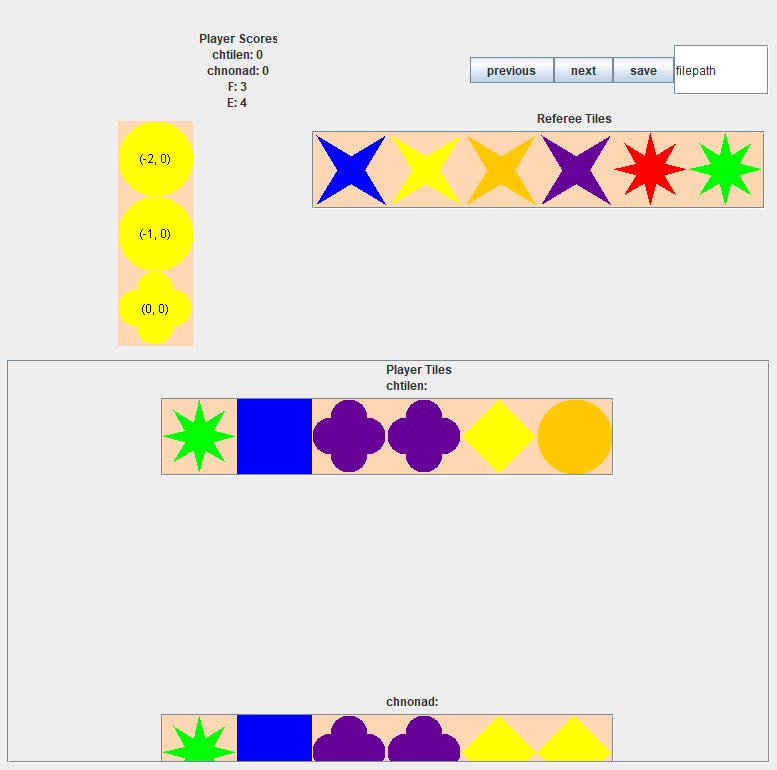 Player Scores
chtilen: 0
chnonad: 0
F: 3
E: 4
previous next save filepath
Referee Tiles
(-2, 0)
(-1, 0)
(0, 0)
Player Tiles
chtilen:
chnonad: